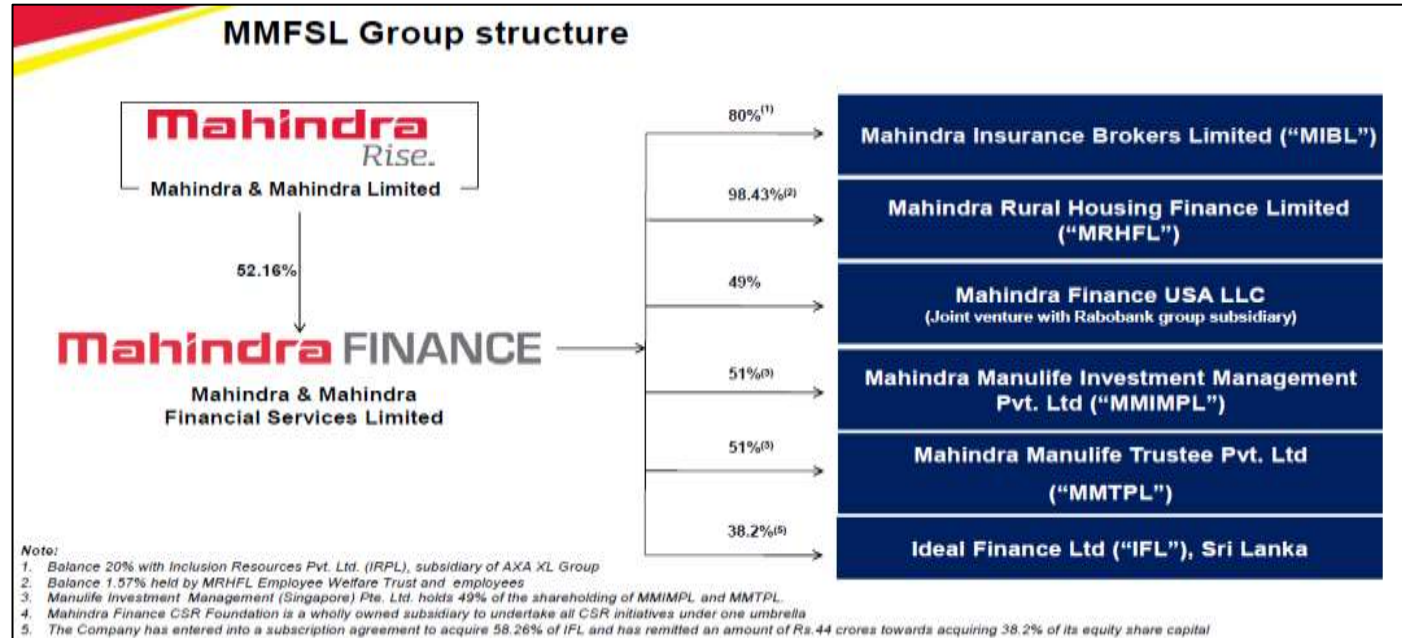 MMFSL Group structure
Mahindra
Rise.
Mahindra & Mahindra Limited
52.16%
Mahindra FINANCE
Mahindra & Mahindra
Financial Services Limited
80%(1)
Mahindra Insurance Brokers Limited (“MIBL”)
98.43%(2)
Mahindra Rural Housing Finance Limited
(“MRHFL”)
49%
Mahindra Finance USA LLC
(Joint venture with Rabobank group subsidiary)
51%(3)
Mahindra Manulife Investment Management
Pvt. Ltd (“MMIMPL”)
51%(3)
Mahindra Manulife Trustee Pvt. Ltd
(“MMTPL”)
38.2%(5)
Ideal Finance Ltd (“IFL”), Sri Lanka
Note:
1. Balance 20% with Inclusion Resources Pvt. Ltd. (IRPL), subsidiary of AXA XL Group
2. Balance 1.57% held by MRHFL Employee Welfare Trust and employees
3. Manulife Investment Management (Singapore) Pte. Ltd. holds 49% of the shareholding of MMIMPL and MMTPL.
4. Mahindra Finance CSR Foundation is a wholly owned subsidiary to undertake all CSR initiatives under one umbrella
5. The Company has entered into a subscription agreement to acquire 58.26% of IFL and has remitted an amount of Rs.44 crores towards acquiring 38.2% of its equity share capital